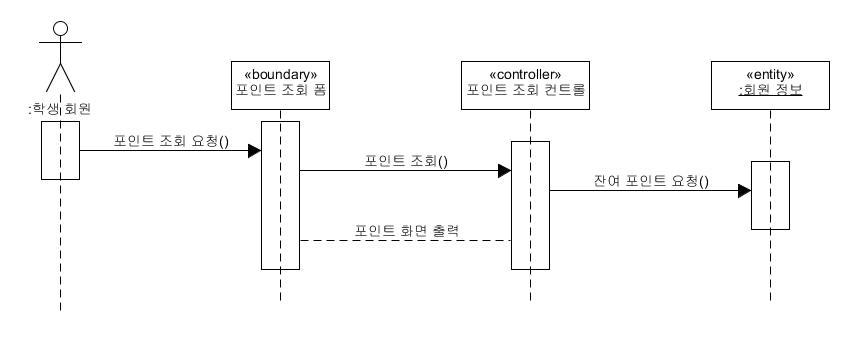 «boundary»
포인트 조회 폼
«controller»
포인트 조회 컨트롤
«entity»
:회원 정보
:학생 회원
포인트 조회 요청()
포인트 조회()
잔여 포인트 요청()
포인트 화면 출력